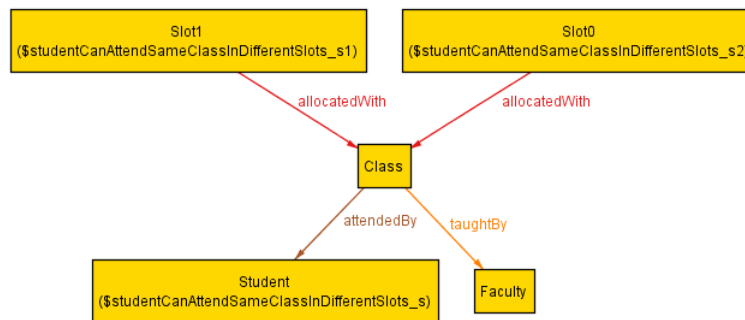 Slot1
($studentCanAttendSameClassInDifferentSlots_s1)
Slot0
($studentCanAttendSameClassInDifferentSlots_s2)
allocatedWith
allocatedWith
Class
attendedBy
taughtBy
Student
($studentCanAttendSameClassInDifferentSlots_s)
Faculty